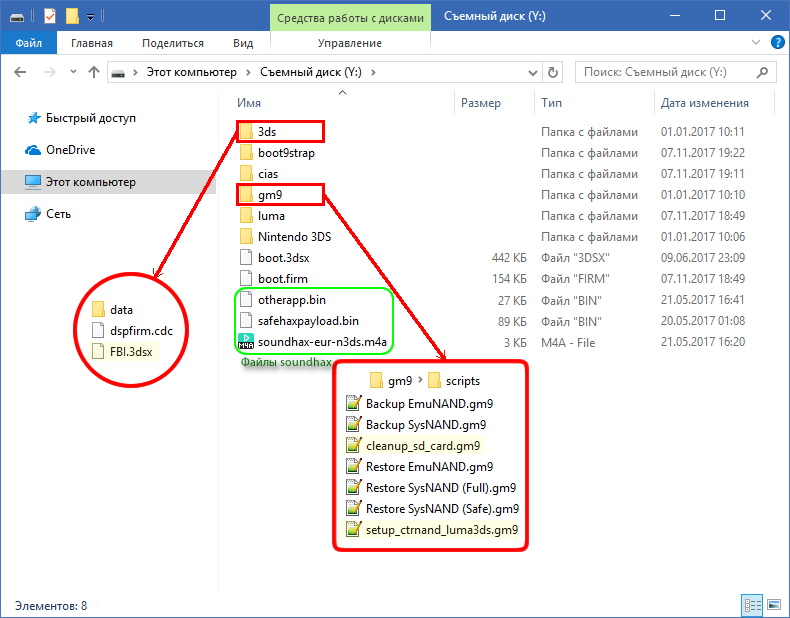 Средства работы с дисками
Съемный диск (Y:)
Файл
Главная
Поделиться
Вид
Управление
Этот компьютер > Съемный диск (Y:) >
Поиск: Съемный диск (Y:)
Имя Размер Тип Дата изменения
Быстрый доступ
OneDrive
Этот компьютер
Сеть
3ds Папка с файлами 01.01.2017 10:11
boot9strap Папка с файлами 07.11.2017 19:22
cias Папка с файлами 07.11.2017 19:11
gm9 Папка с файлами 01.01.2017 10:10
luma Папка с файлами 07.11.2017 18:49
Nintendo 3DS Папка с файлами 01.01.2017 10:06
boot.3dsx 442 КБ Файл "3DSX" 09.06.2017 23:09
boot.firm 154 КБ Файл "FIRM" 07.11.2017 18:49
otherapp.bin 27 КБ Файл "BIN" 21.05.2017 16:41
safehaxpayload.bin 89 КБ Файл "BIN" 20.05.2017 01:08
soundhax-eur-n3ds.m4a 3 КБ M4A - File 21.05.2017 16:20
M4A
Файлы soundhax
data
dspfirm.cdc
FBI.3dsx
gm9 > scripts
Backup EmuNAND.gm9
Backup SysNAND.gm9
cleanup_sd_card.gm9
Restore EmuNAND.gm9
Restore SysNAND (Full).gm9
Restore SysNAND (Safe).gm9
setup_ctrnand_luma3ds.gm9
Элементов: 8